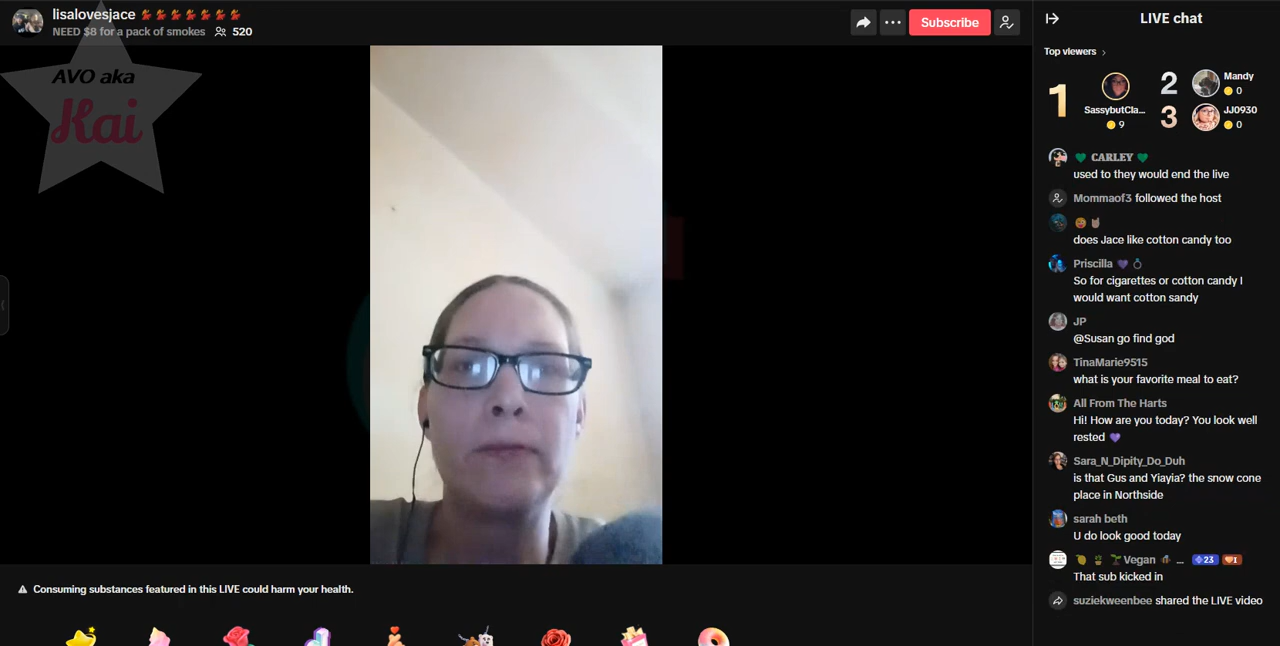 lisalovesjace 💃💃💃💃💃💃💃
NEED $8 for a pack of smokes 520
Subscribe
AVO aka
Kai
LIVE chat
Top viewers
1
SassybutCla...
9
2
Mandy
0
3
JJ0930
0
💚 CARLEY 💚
used to they would end the live
Mommaof3 followed the host
does Jace like cotton candy too
Priscilla 💜 💍
So for cigarettes or cotton candy I
would want cotton sandy
JP
@Susan go find god
TinaMarie9515
what is your favorite meal to eat?
All From The Harts
Hi! How are you today? You look well
rested 💜
Sara_N_Dipity_Do_Duh
is that Gus and Yiayia? the snow cone
place in Northside
sarah beth
U do look good today
🍋 🪴 🌱Vegan ... 23 I
That sub kicked in
suziekweenbee shared the LIVE video
Consuming substances featured in this LIVE could harm your health.